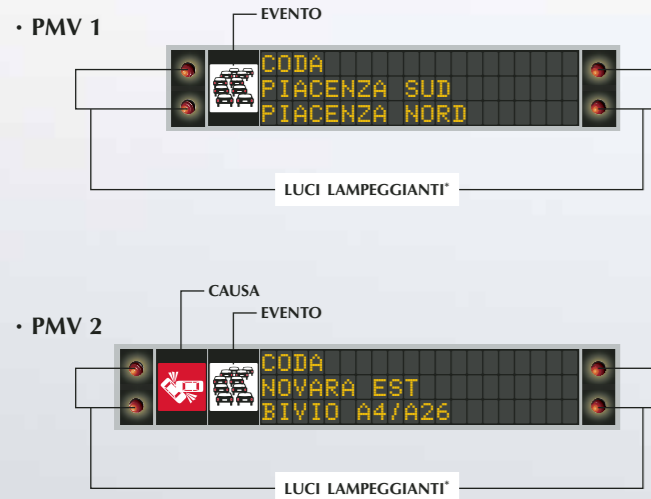 EVENTO
· PMV 1
CODA
PIACENZA SUD
PIACENZA NORD
LUCI LAMPEGGIANTI*
CAUSA
EVENTO
· PMV 2
CODA
NOVARA EST
BIVIO A4/A26
LUCI LAMPEGGIANTI*